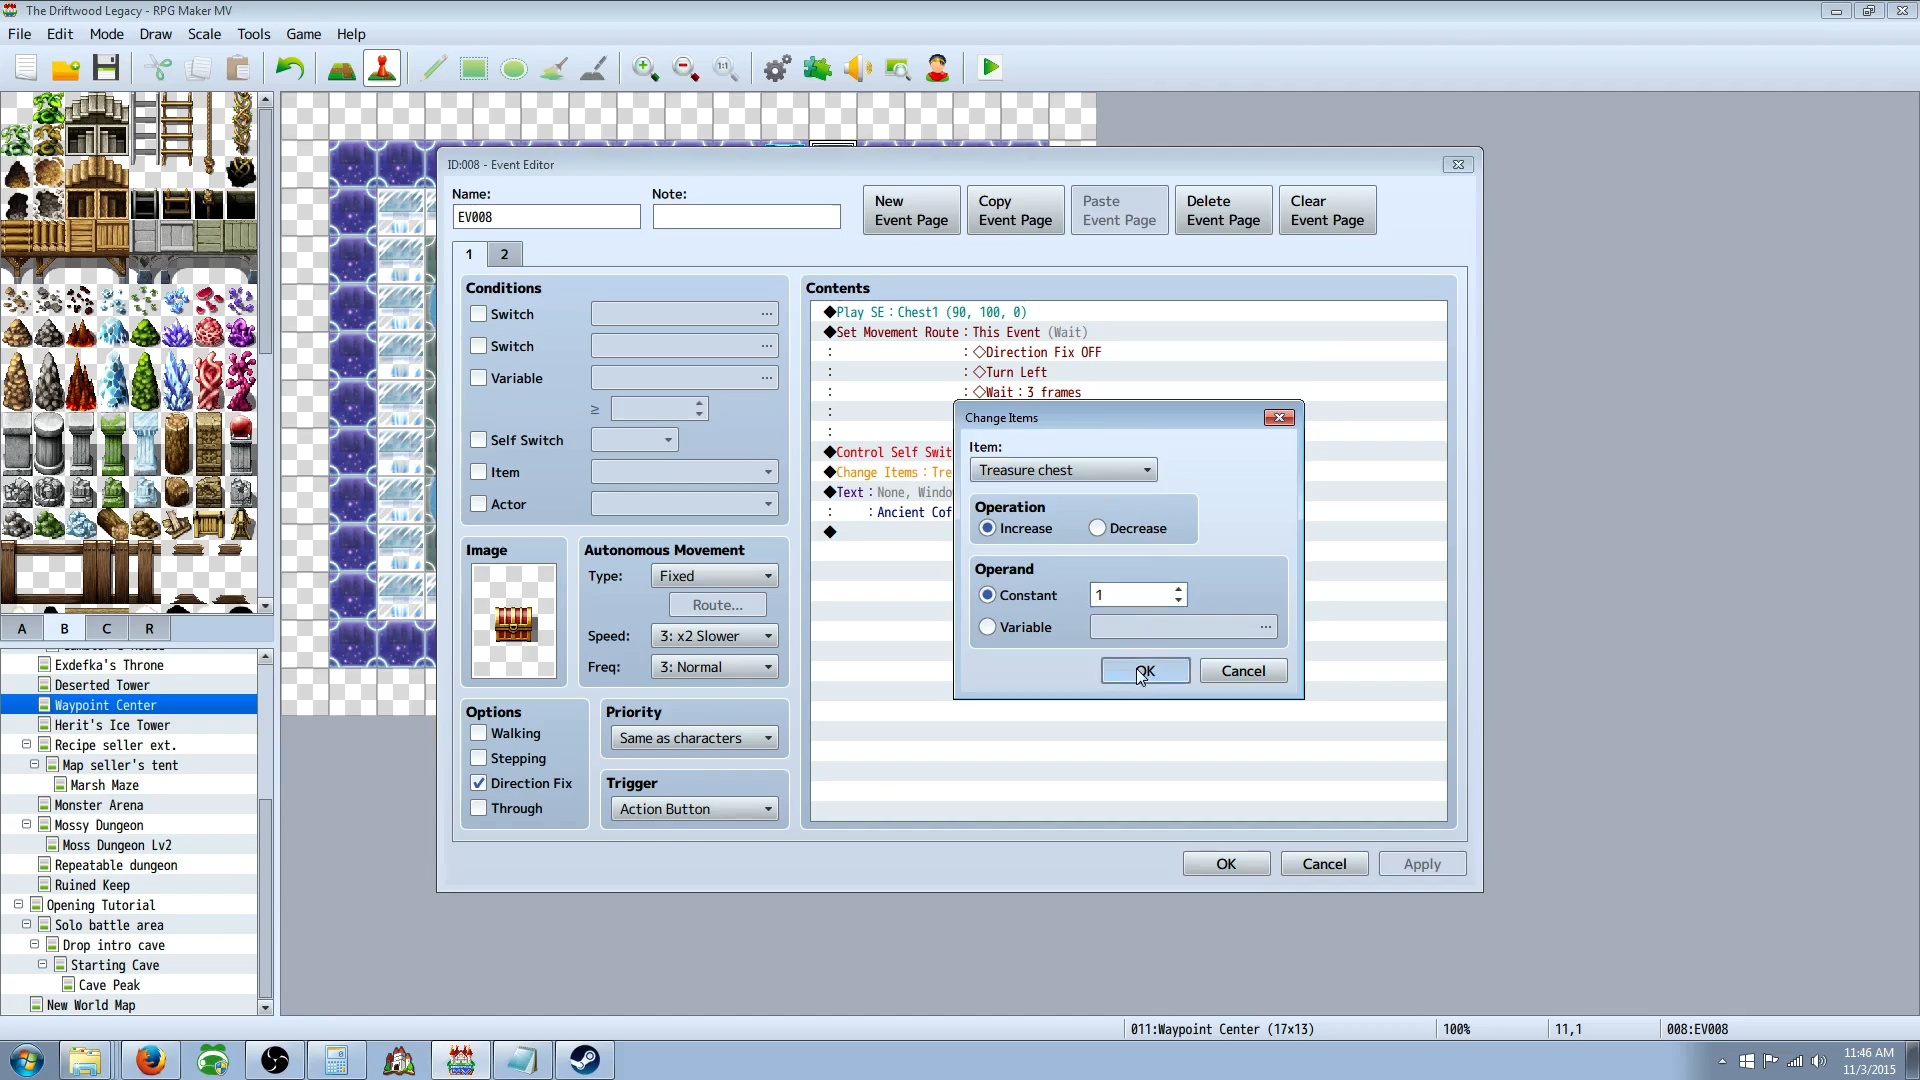 The Driftwood Legacy - RPG Maker MV
File Edit Mode Draw Scale Tools Game Help
1:1
ID:008 - Event Editor
Name: Note:
EV008
New Event Page
Copy Event Page
Paste Event Page
Delete Event Page
Clear Event Page
1 2
Conditions
Switch ...
Switch ...
Variable ...
≥
Self Switch
Item
Actor
Image
Autonomous Movement
Type: Fixed
Route...
Speed: 3: x2 Slower
Freq: 3: Normal
Options
Walking
Stepping
Direction Fix
Through
Priority
Same as characters
Trigger
Action Button
Contents
◆Play SE : Chest1 (90, 100, 0)
◆Set Movement Route : This Event (Wait)
: : ◇Direction Fix OFF
: : ◇Turn Left
: : ◇Wait : 3 frames
:
:
◆Control Self Swit
◆Change Items : Tre
◆Text : None, Windo
: : Ancient Cof
◆
Change Items
Item:
Treasure chest
Operation
Increase Decrease
Operand
Constant 1
Variable ...
OK Cancel
OK Cancel Apply
A B C R
Exdefka's Throne
Deserted Tower
Waypoint Center
Herit's Ice Tower
Recipe seller ext.
Map seller's tent
Marsh Maze
Monster Arena
Mossy Dungeon
Moss Dungeon Lv2
Repeatable dungeon
Ruined Keep
Opening Tutorial
Solo battle area
Drop intro cave
Starting Cave
Cave Peak
New World Map
011:Waypoint Center (17x13) 100% 11,1 008:EV008
11:46 AM
11/3/2015